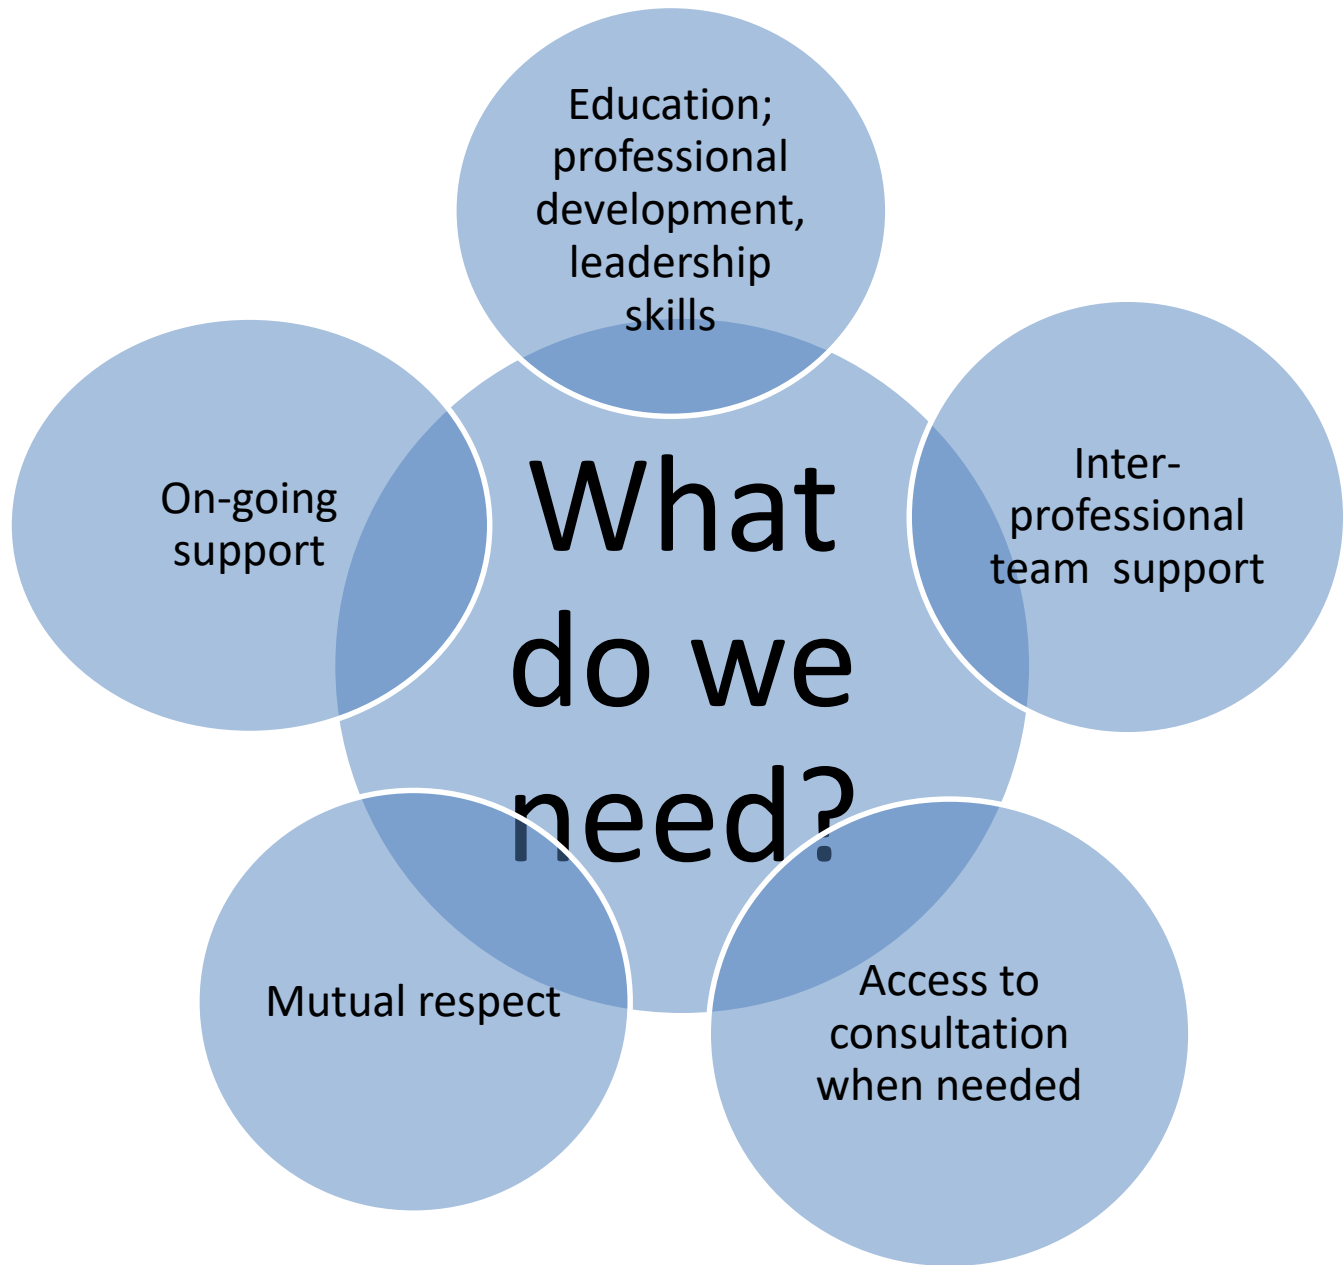 Education;
professional
development,
leadership
skills
Inter-
professional
team  support
On-going
support
What
do we
need?
Mutual respect
Access to
consultation
when needed